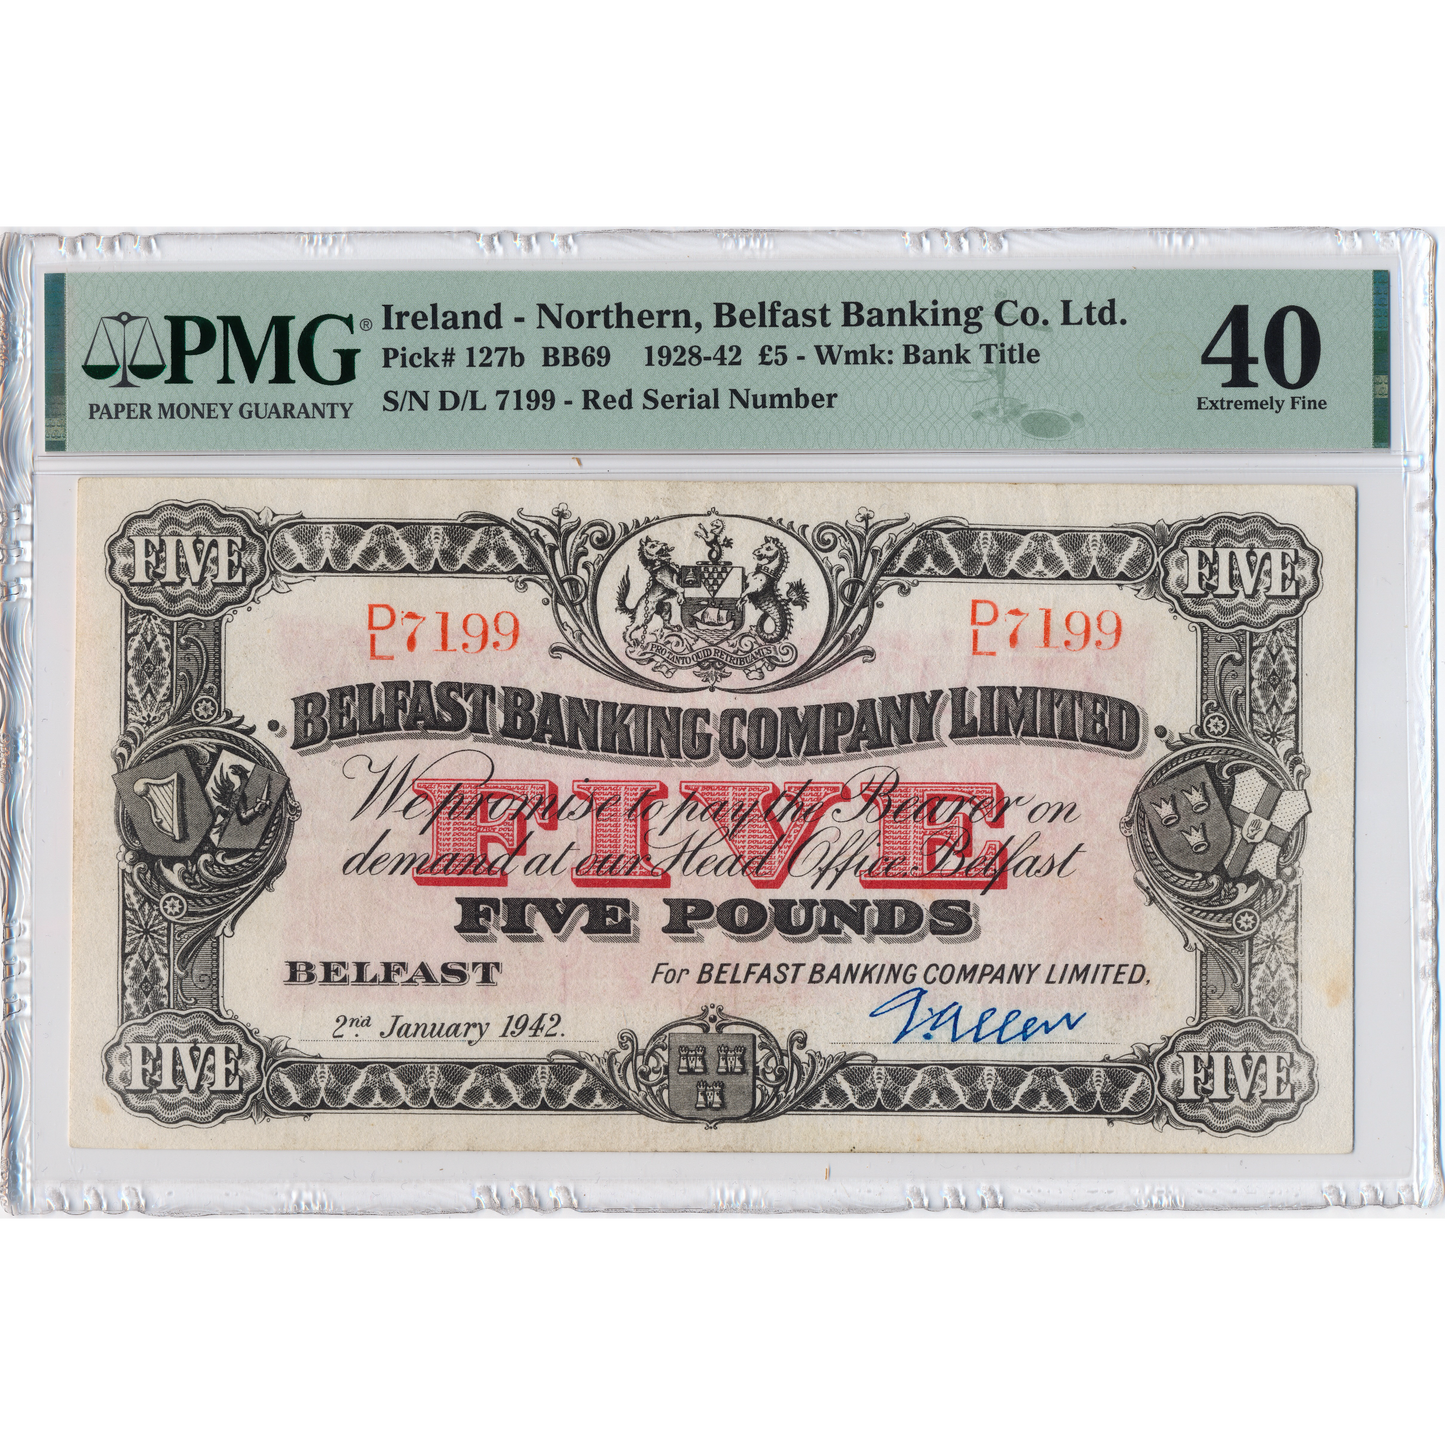 PMG®
PAPER MONEY GUARANTY
Ireland - Northern, Belfast Banking Co. Ltd.
Pick# 127b BB69 1928-42 £5 - Wmk: Bank Title
S/N D/L 7199 - Red Serial Number
40
Extremely Fine
FIVE FIVE
D/L 7199 D/L 7199
PRO TANTO QUID RETRIBUAMUS
BELFAST BANKING COMPANY LIMITED
FIVE
We promise to pay the Bearer on
demand at our Head Office Belfast
FIVE POUNDS
BELFAST For BELFAST BANKING COMPANY LIMITED,
2nd January 1942.
FIVE FIVE